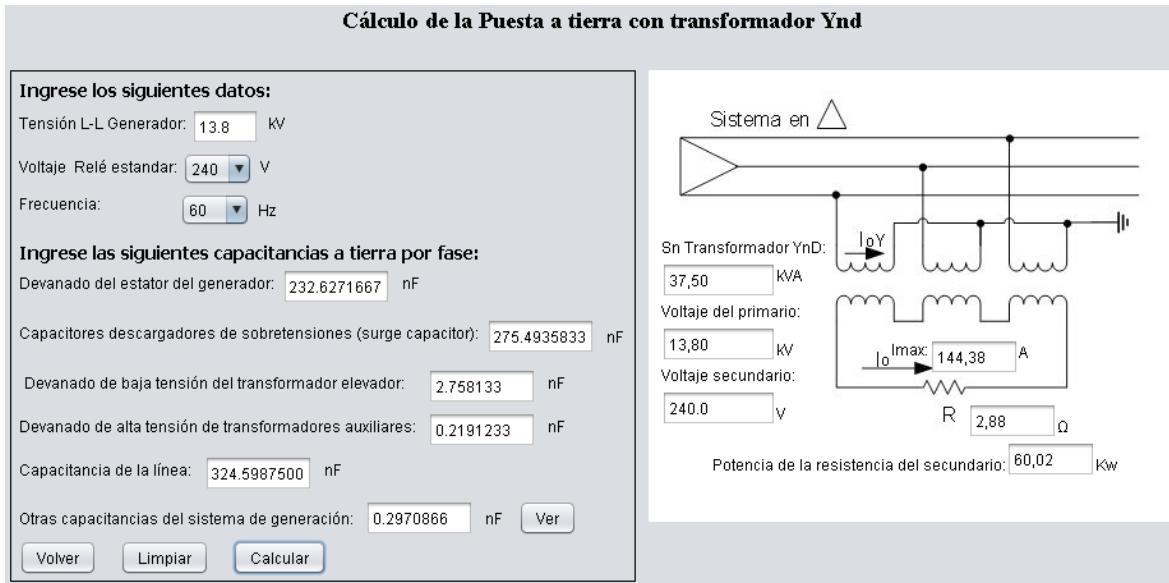 Cálculo de la Puesta a tierra con transformador Ynd
Ingrese los siguientes datos:
Tensión L-L Generador: 13.8 kV
Voltaje Relé estandar: 240 V
Frecuencia: 60 Hz
Ingrese las siguientes capacitancias a tierra por fase:
Devanado del estator del generador: 232.6271667 nF
Capacitores descargadores de sobretensiones (surge capacitor): 275.4935833 nF
Devanado de baja tensión del transformador elevador: 2.758133 nF
Devanado de alta tensión de transformadores auxiliares: 0.2191233 nF
Capacitancia de la línea: 324.5987500 nF
Otras capacitancias del sistema de generación: 0.2970866 nF Ver
Volver Limpiar Calcular
Sistema en △
IoY
Sn Transformador YnD:
37,50 kVA
Voltaje del primario:
13,80 kV
Voltaje secundario:
240.0 V
Io Imax: 144,38 A
R 2,88 Ω
Potencia de la resistencia del secundario: 60,02 Kw